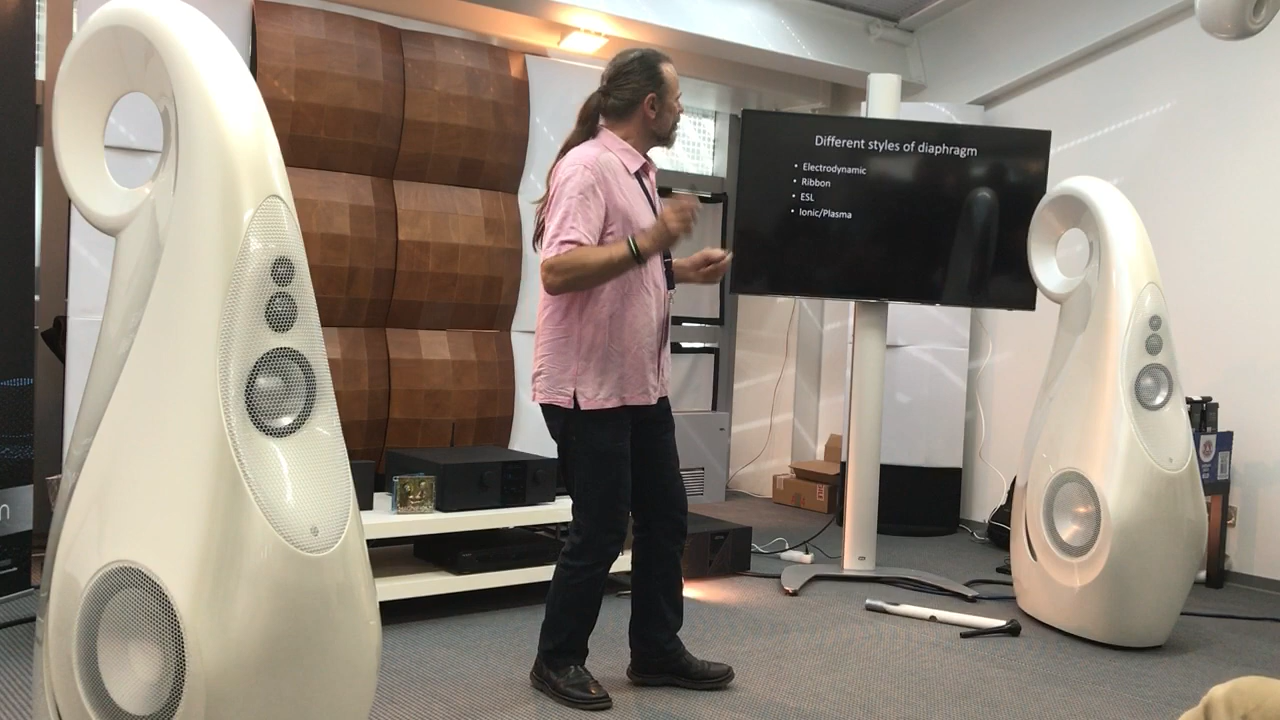 Different styles of diaphragm
• Electrodynamic
• Ribbon
• ESL
• Ionic/Plasma